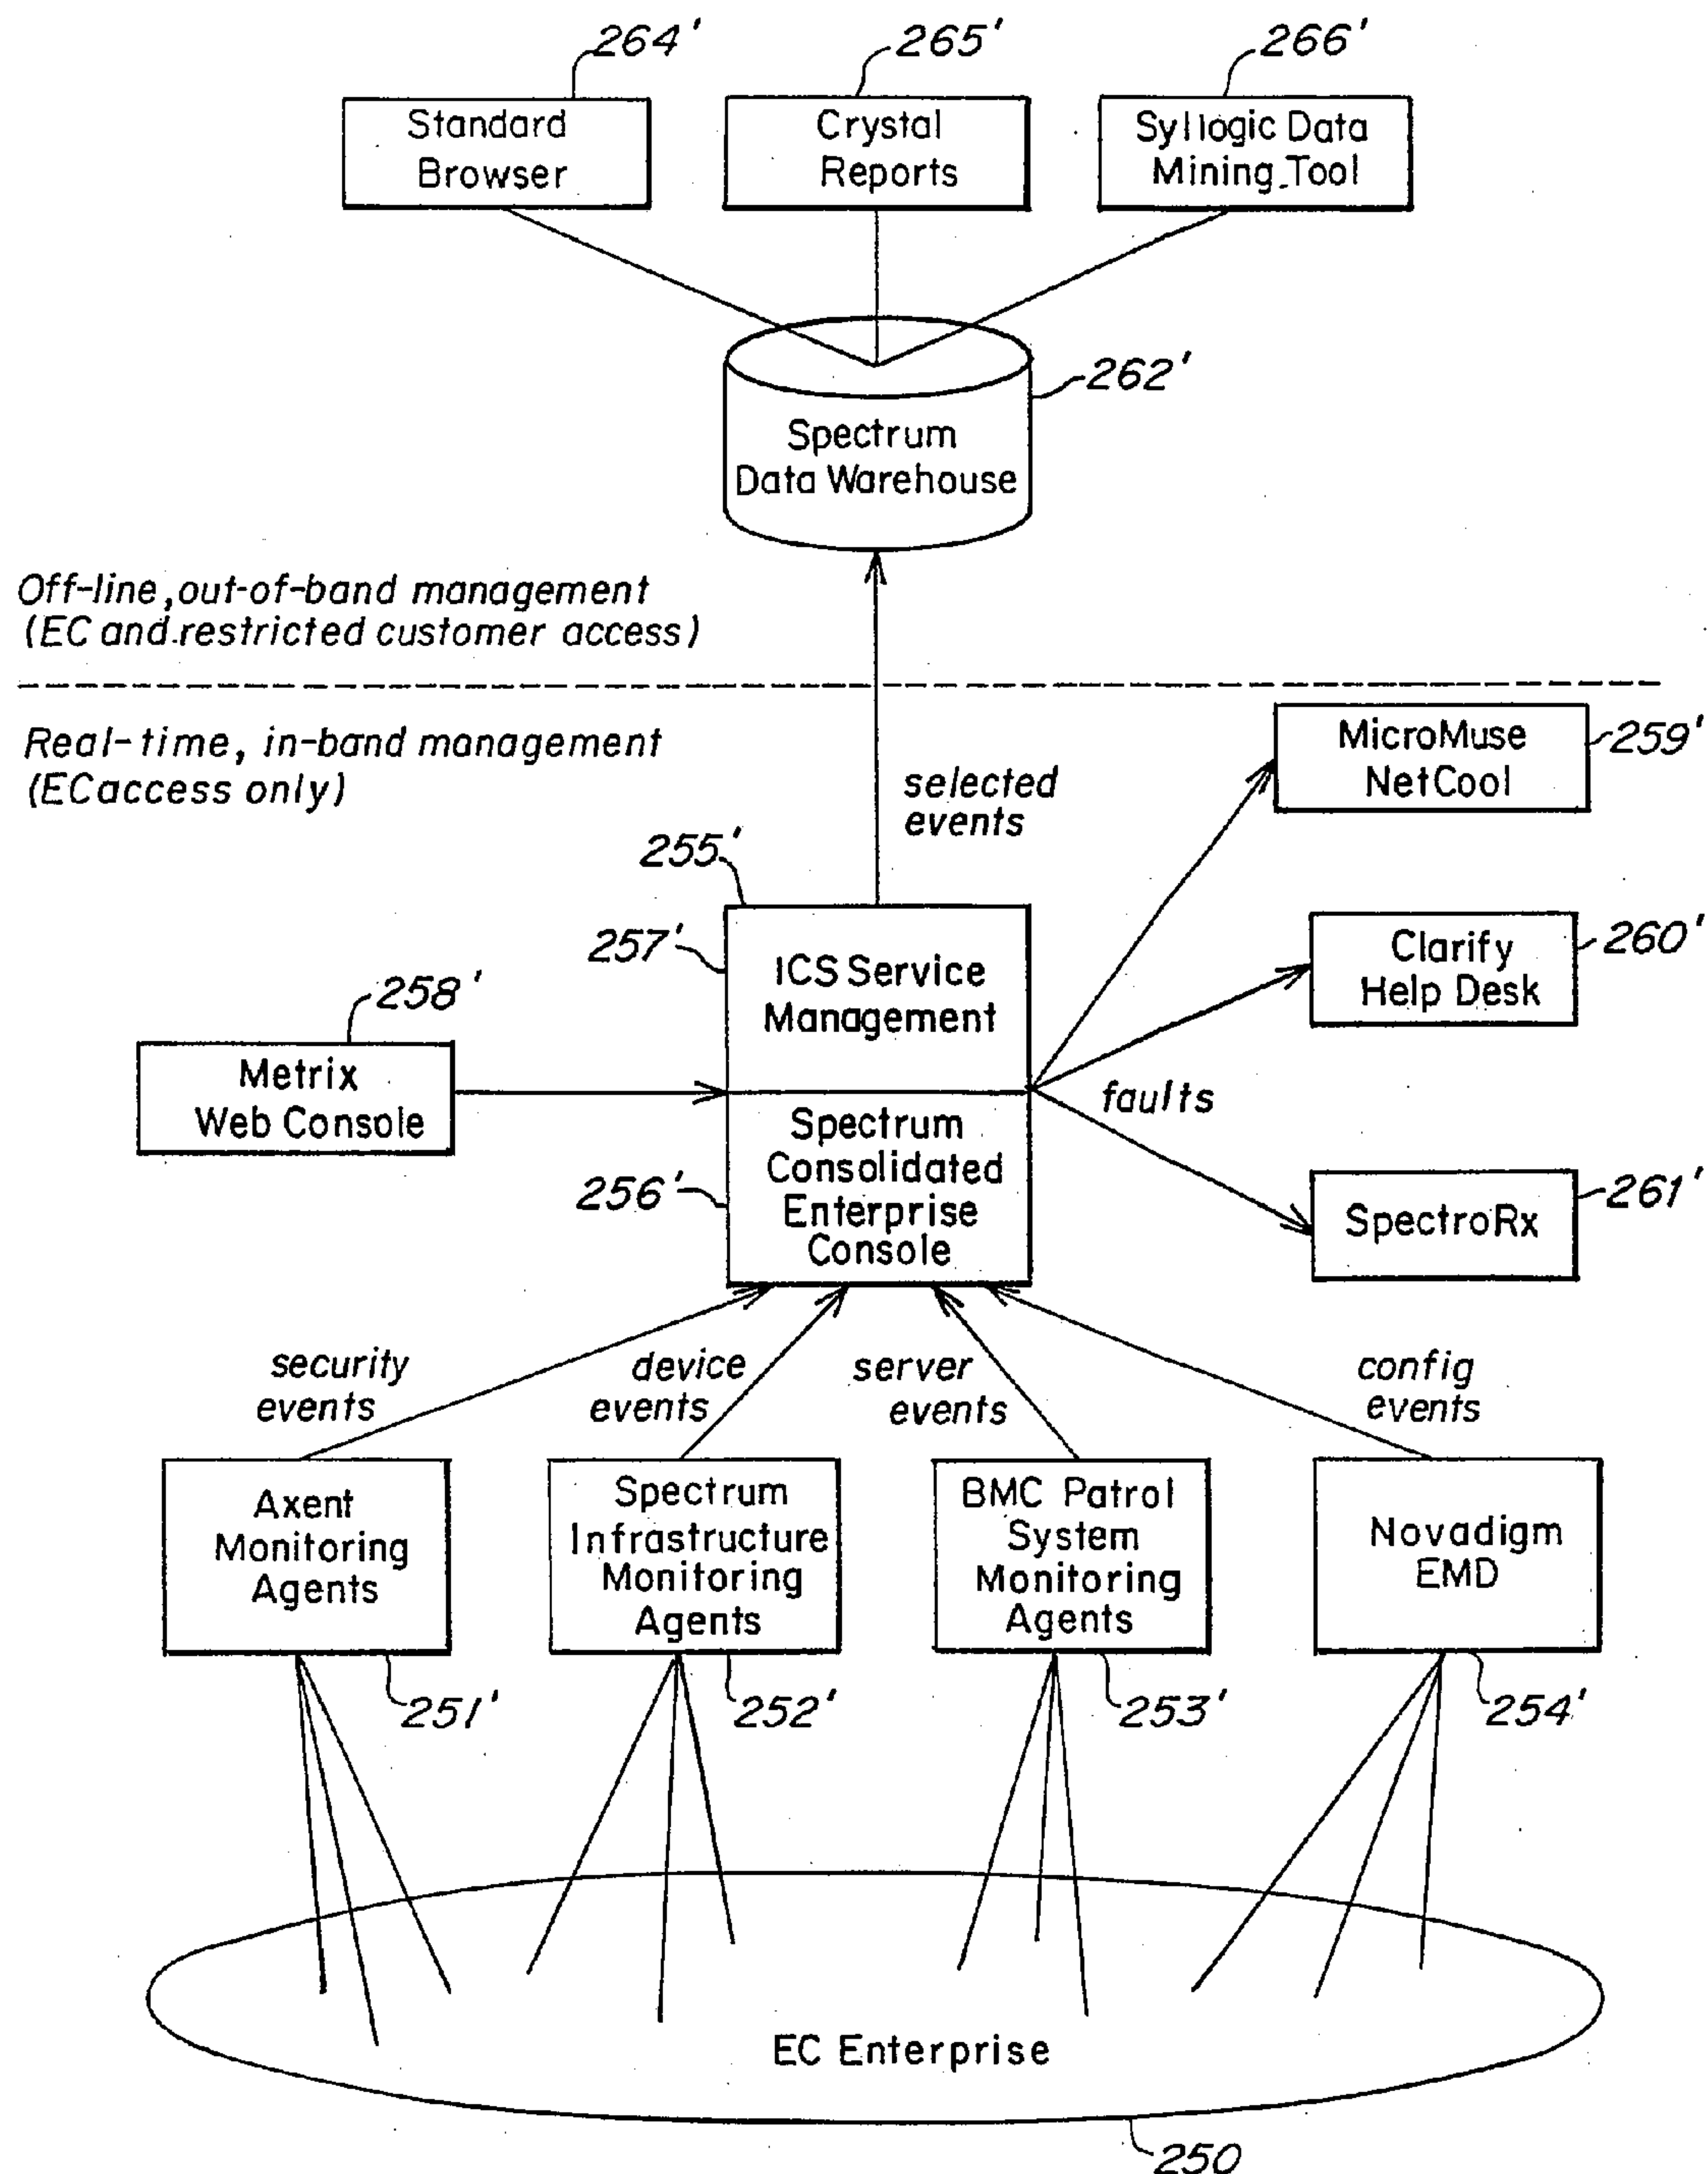 264'
265'
266'
Standard
Browser
Crystal
Reports
Syllogic Data
Mining Tool
262'
Spectrum
Data Warehouse
Off-line, out-of-band management
(EC and restricted customer access)
Real-time, in-band management
(EC access only)
selected
events
MicroMuse
NetCool
259'
255'
257'
ICS Service
Management
Clarify
Help Desk
260'
258'
Metrix
Web Console
faults
Spectrum
Consolidated
Enterprise
Console
256'
SpectroRx
261'
security
events
device
events
server
events
config
events
Axent
Monitoring
Agents
Spectrum
Infrastructure
Monitoring
Agents
BMC Patrol
System
Monitoring
Agents
Novadigm
EMD
251'
252'
253'
254'
EC Enterprise
250